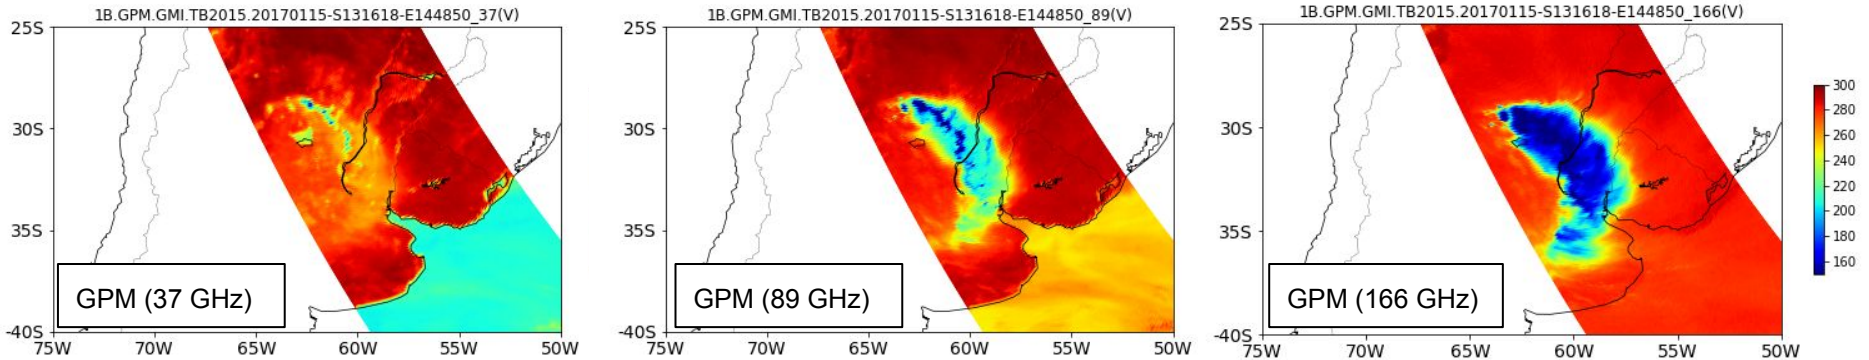 1B.GPM.GMI.TB2015.20170115-S131618-E144850_37(V)
25S
30S
35S
-40S
75W 70W 65W 60W 55W 50W
GPM (37 GHz)
1B.GPM.GMI.TB2015.20170115-S131618-E144850_89(V)
25S
30S
35S
-40S
75W 70W 65W 60W 55W 50W
GPM (89 GHz)
1B.GPM.GMI.TB2015.20170115-S131618-E144850_166(V)
25S
30S
35S
-40S
75W 70W 65W 60W 55W 50W
GPM (166 GHz)
300
280
260
240
220
200
180
160